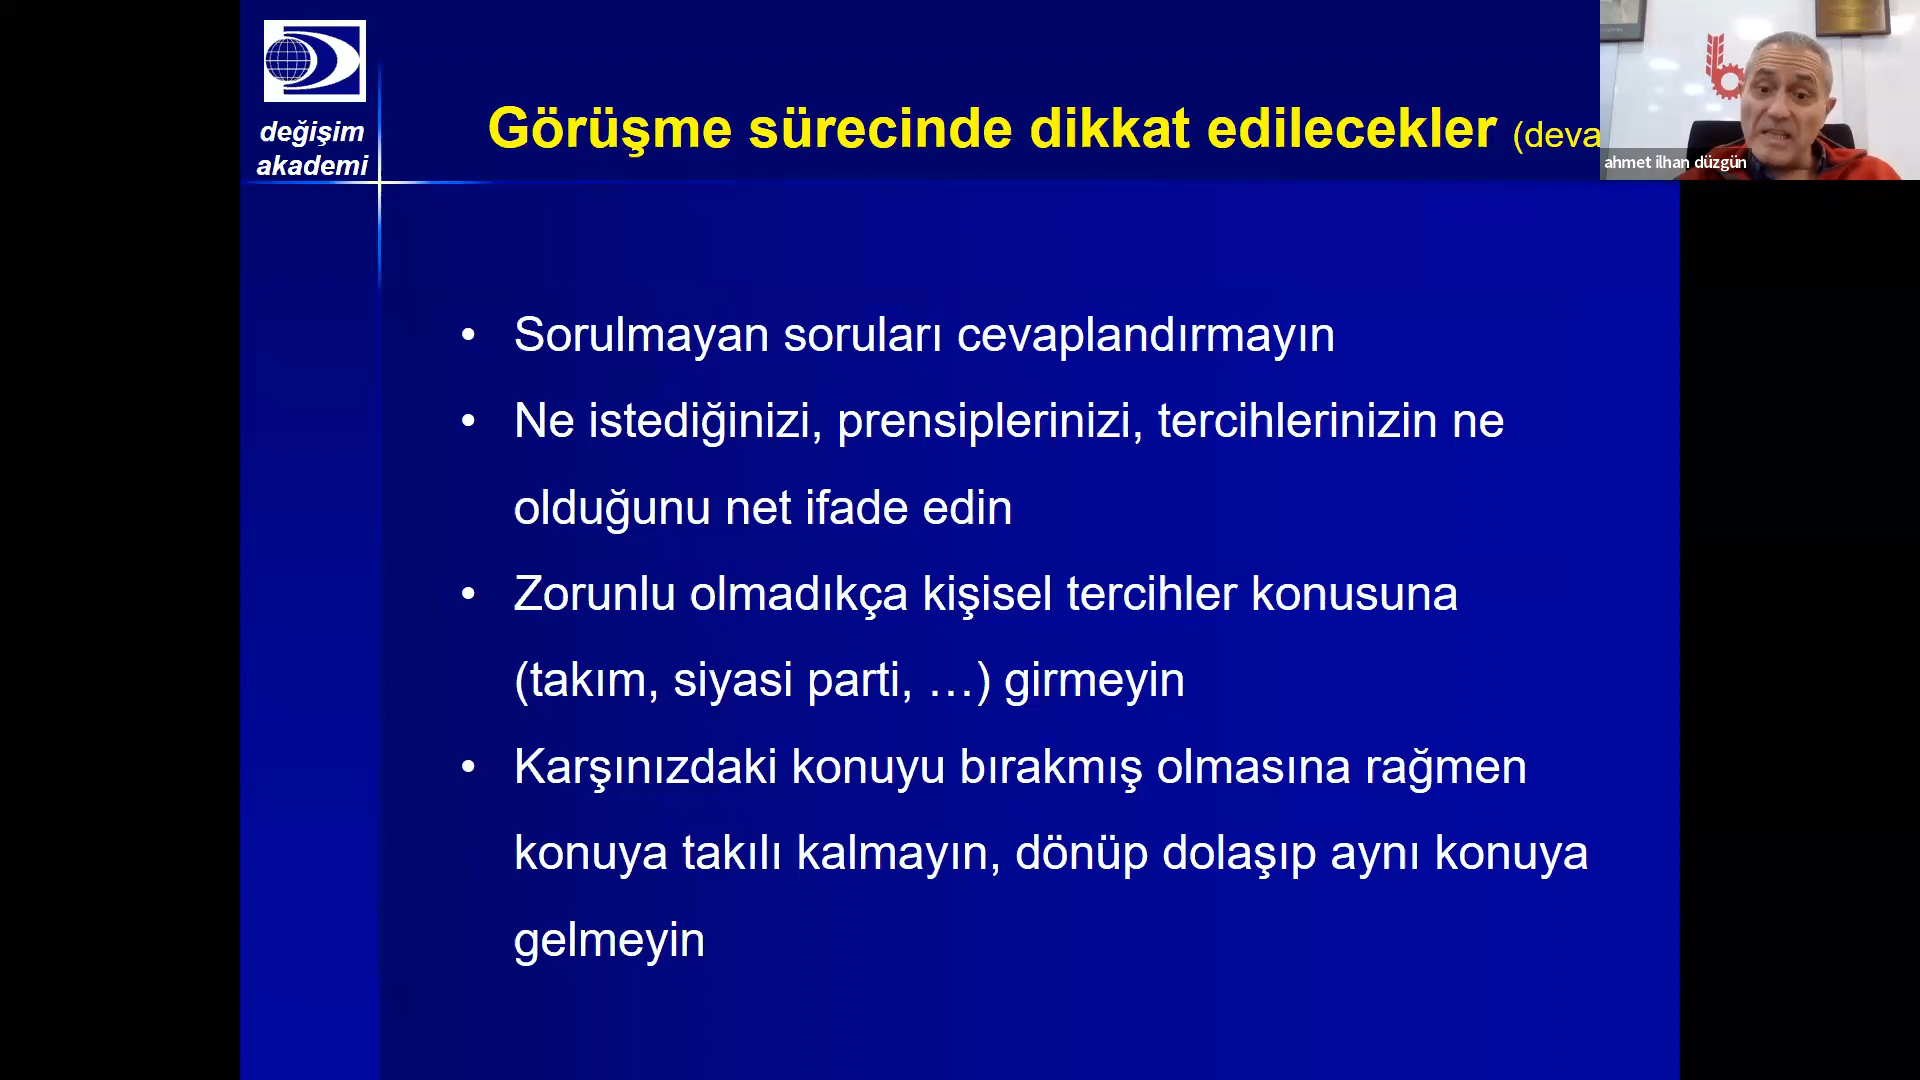 değişim
akademi
Görüşme sürecinde dikkat edilecekler (deva
ahmet ilhan düzgün
• Sorulmayan soruları cevaplandırmayın
• Ne istediğinizi, prensiplerinizi, tercihlerinizin ne
olduğunu net ifade edin
• Zorunlu olmadıkça kişisel tercihler konusuna
(takım, siyasi parti, …) girmeyin
• Karşınızdaki konuyu bırakmış olmasına rağmen
konuya takılı kalmayın, dönüp dolaşıp aynı konuya
gelmeyin